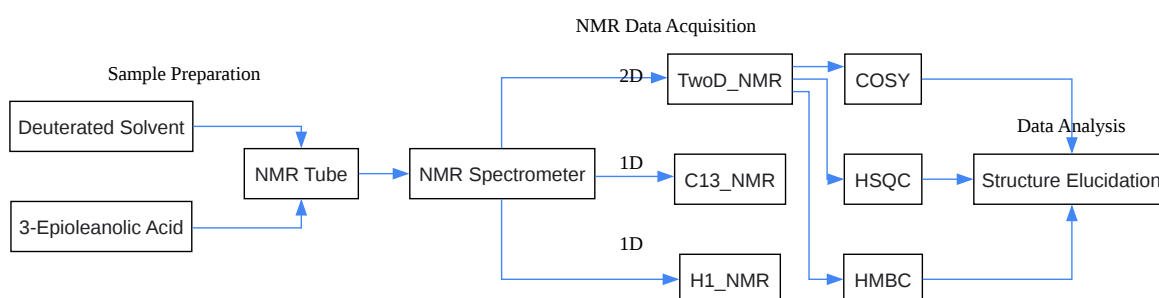 NMR Data Acquisition
Sample Preparation
2D
TwoD_NMR
COSY
Deuterated Solvent
Data Analysis
NMR Tube
NMR Spectrometer
1D
C13_NMR
HSQC
Structure Elucidation
3-Epioleanolic Acid
1D
H1_NMR
HMBC